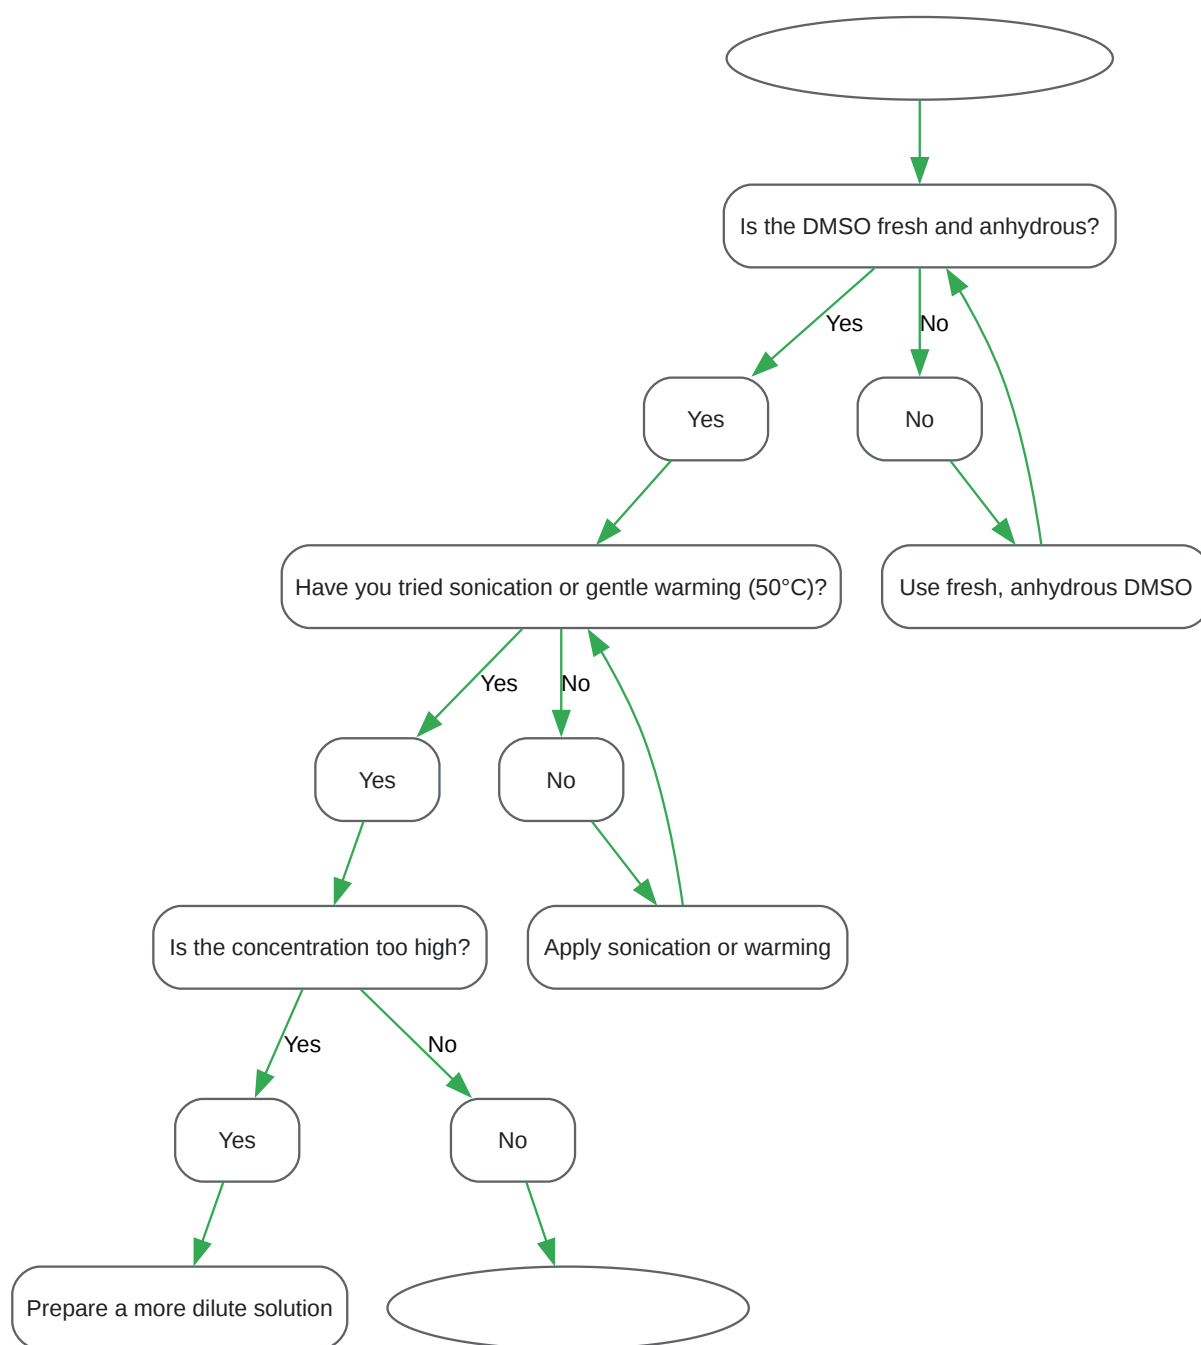 Is the DMSO fresh and anhydrous?
Yes
No
Yes
No
Have you tried sonication or gentle warming (50°C)?
Use fresh, anhydrous DMSO
Yes
No
Yes
No
Is the concentration too high?
Apply sonication or warming
Yes
No
Yes
No
Prepare a more dilute solution